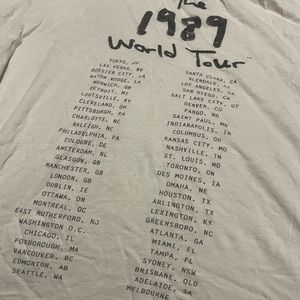 The
1989
World Tour
TOKYO, JP
LAS VEGAS, NV
BOSSIER CITY, LA
BATON ROUGE, LA
NORWICH, GB
DETROIT, MI
LOUISVILLE, KY
CLEVELAND, OH
PITTSBURGH, PA
CHARLOTTE, NC
RALEIGH, NC
PHILADELPHIA, PA
COLOGNE, DE
AMSTERDAM, NL
GLASGOW, GB
MANCHESTER, GB
LONDON, GB
DUBLIN, IE
OTTAWA, ON
MONTREAL, QC
EAST RUTHERFORD, NJ
WASHINGTON D.C.
CHICAGO, IL
FOXBOROUGH, MA
VANCOUVER, BC
EDMONTON, AB
SEATTLE, WA
SANTA CLARA, CA
GLENDALE, AZ
LOS ANGELES, CA
SAN DIEGO, CA
SALT LAKE CITY, UT
DENVER, CO
FARGO, ND
SAINT PAUL, MN
INDIANAPOLIS, IN
COLUMBUS, OH
KANSAS CITY, MO
NASHVILLE, TN
ST. LOUIS, MO
TORONTO, ON
DES MOINES, IA
OMAHA, NE
HOUSTON, TX
ARLINGTON, TX
LEXINGTON, KY
GREENSBORO, NC
ATLANTA, GA
MIAMI, FL
TAMPA, FL
SYDNEY, NSW
BRISBANE, QLD
ADELAIDE, SA
MELBOURNE